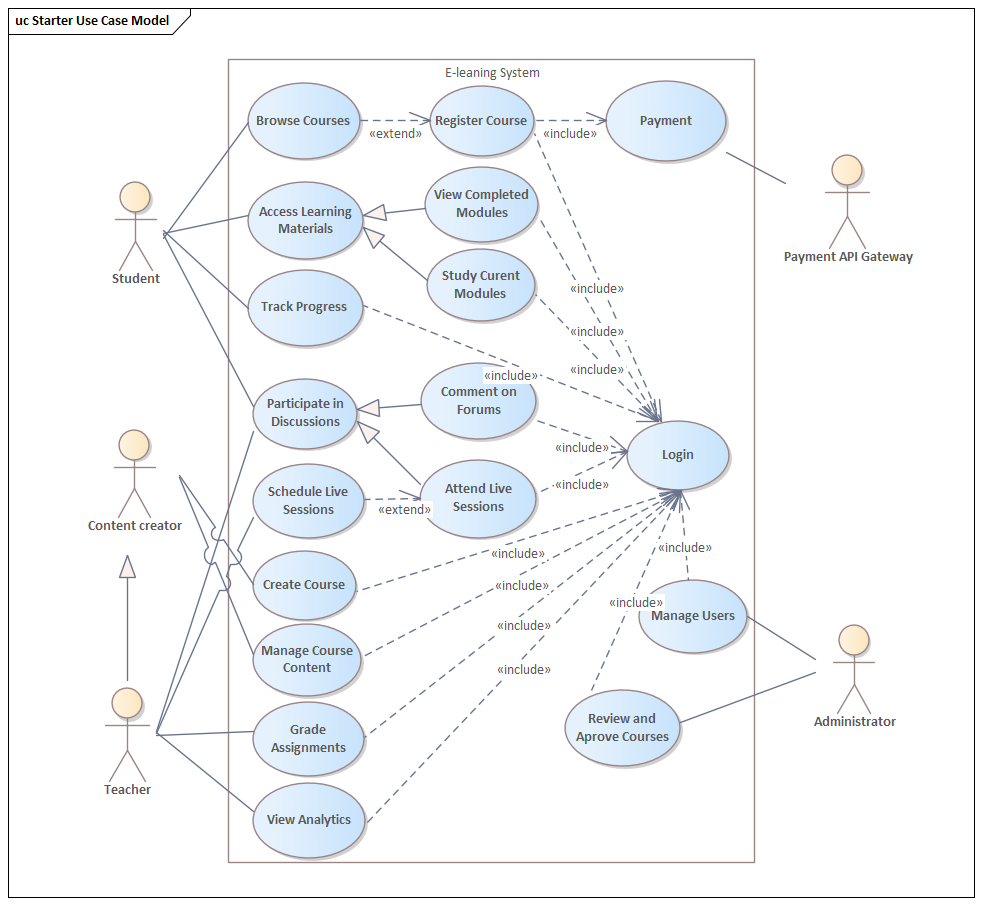 uc Starter Use Case Model
E-leaning System
Browse Courses
«extend»
Register Course
«include»
Payment
Payment API Gateway
Student
Access Learning
Materials
View Completed
Modules
Study Curent
Modules
Track Progress
«include»
«include»
«include»
«include»
Participate in
Discussions
Comment on
Forums
«include»
Login
Content creator
Schedule Live
Sessions
«extend»
Attend Live
Sessions
«include»
Create Course
«include»
«include»
Manage Course
Content
«include»
«include»
«include»
«include»
Manage Users
Teacher
Grade
Assignments
Review and
Aprove Courses
Administrator
View Analytics